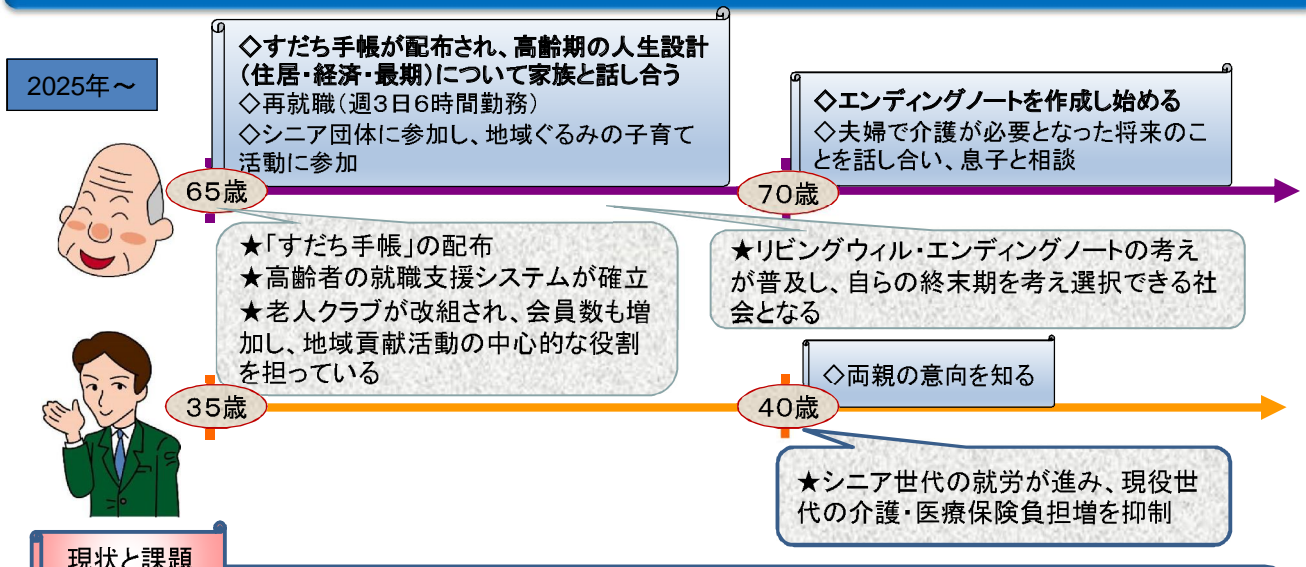 2025年～
◇すだち手帳が配布され、高齢期の人生設計
（住居・経済・最期）について家族と話し合う
◇再就職（週3日6時間勤務）
◇シニア団体に参加し、地域ぐるみの子育て
活動に参加
◇エンディングノートを作成し始める
◇夫婦で介護が必要となった将来のこ
とを話し合い、息子と相談
65歳
70歳
★「すだち手帳」の配布
★高齢者の就職支援システムが確立
★老人クラブが改組され、会員数も増
加し、地域貢献活動の中心的な役割
を担っている
★リビングウィル・エンディングノートの考え
が普及し、自らの終末期を考え選択できる社
会となる
◇両親の意向を知る
35歳
40歳
★シニア世代の就労が進み、現役世
代の介護・医療保険負担増を抑制
現状と課題